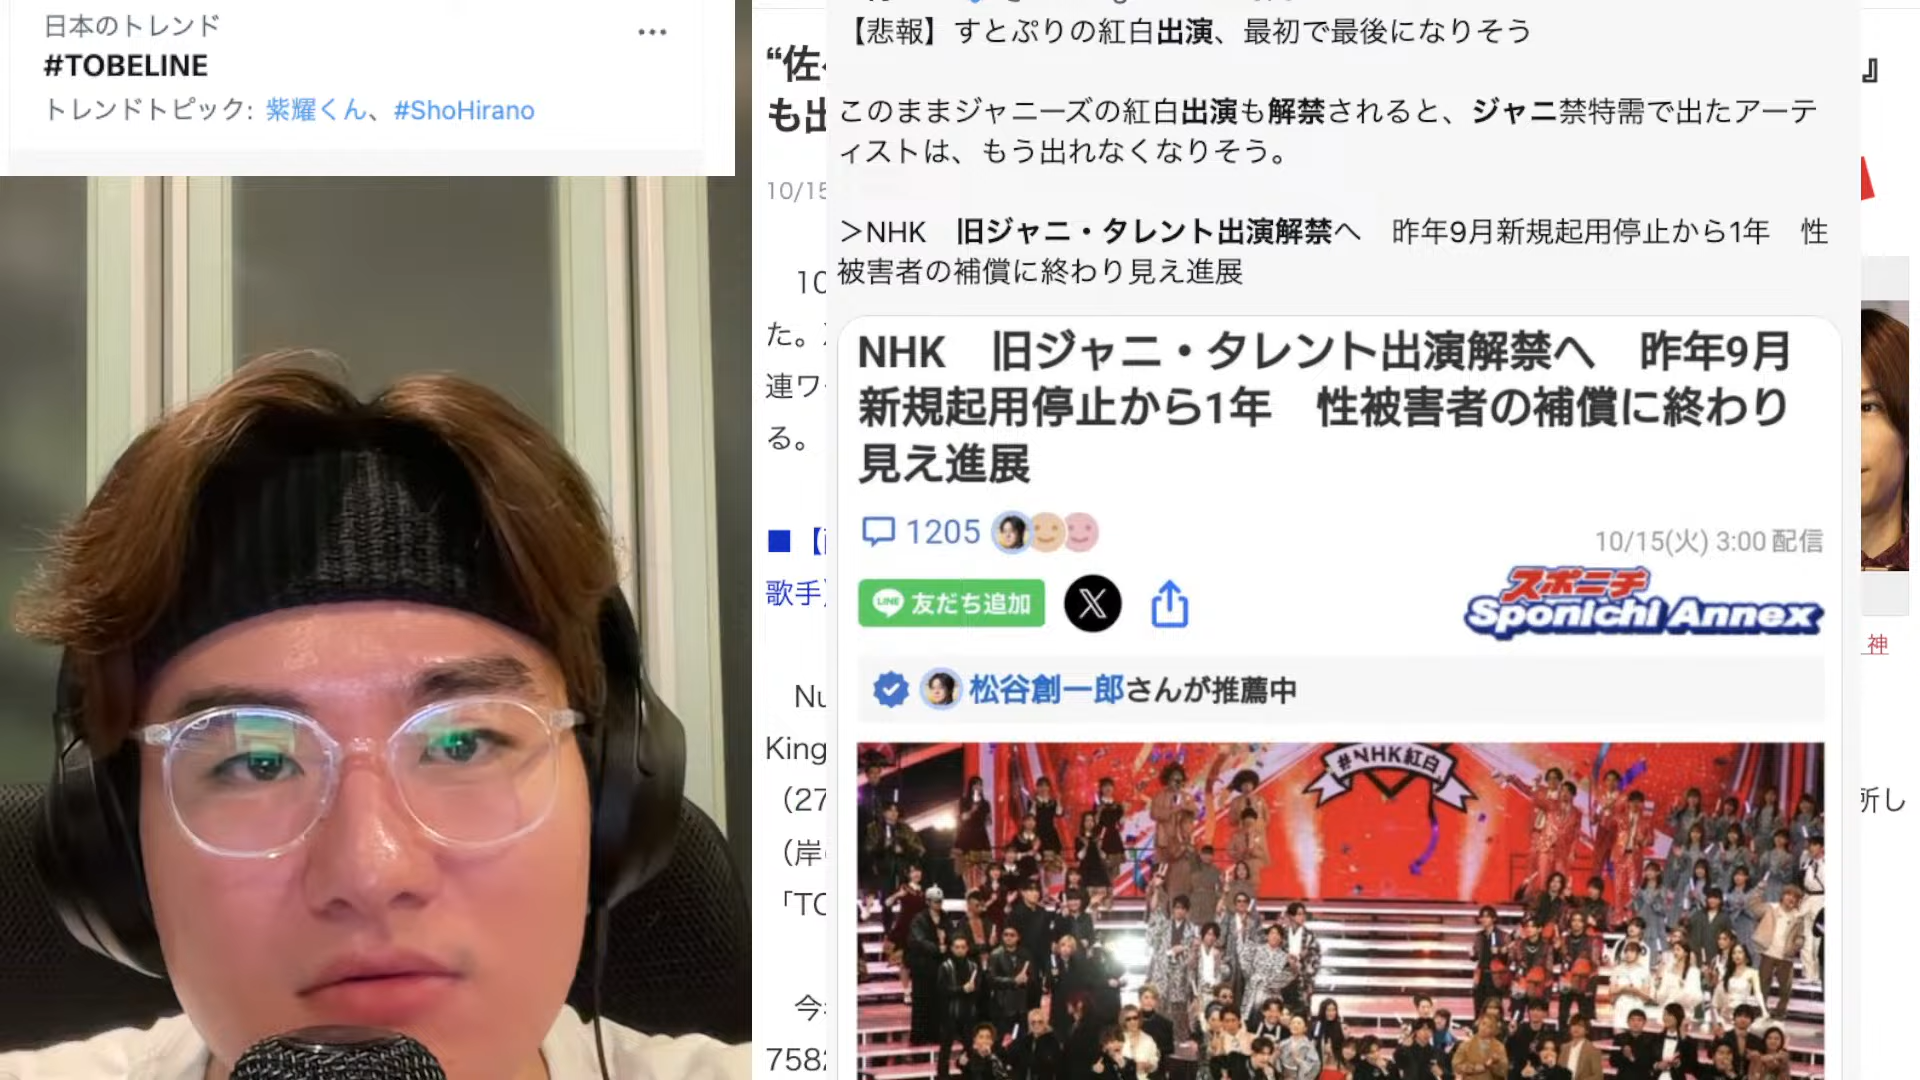 日本のトレンド
#TOBELINE
トレンドトピック: 紫耀くん、#ShoHirano
“佐
も出
10/15
10
た。
連ワ
る。
■【
歌手）
Nu
King
（27
（岸
「TO
今
758
【悲報】すとぷりの紅白出演、最初で最後になりそう
このままジャニーズの紅白出演も解禁されると、ジャニ禁特需で出たアーテ
ィストは、もう出れなくなりそう。
＞NHK　旧ジャニ・タレント出演解禁へ　昨年9月新規起用停止から1年　性
被害者の補償に終わり見え進展
NHK　旧ジャニ・タレント出演解禁へ　昨年9月
新規起用停止から1年　性被害者の補償に終わり
見え進展
1205
10/15(火) 3:00 配信
LINE 友だち追加
スポニチ
Sponichi Annex
松谷創一郎さんが推薦中
#NHK紅白
』
神
所し